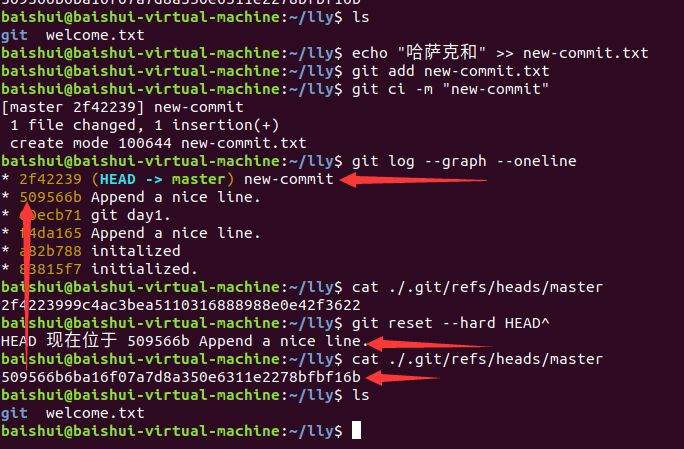 baishui@baishui-virtual-machine:~/lly$ ls
git  welcome.txt
baishui@baishui-virtual-machine:~/lly$ echo "哈萨克和" >> new-commit.txt
baishui@baishui-virtual-machine:~/lly$ git add new-commit.txt
baishui@baishui-virtual-machine:~/lly$ git ci -m "new-commit"
[master 2f42239] new-commit
 1 file changed, 1 insertion(+)
 create mode 100644 new-commit.txt
baishui@baishui-virtual-machine:~/lly$ git log --graph --oneline
* 2f42239 (HEAD -> master) new-commit
* 509566b Append a nice line.
* ecb71 git day1.
* f4da165 Append a nice line.
* a82b788 initalized
* 83815f7 initialized.
baishui@baishui-virtual-machine:~/lly$ cat ./.git/refs/heads/master
2f4223999c4ac3bea5110316888988e0e42f3622
baishui@baishui-virtual-machine:~/lly$ git reset --hard HEAD^
HEAD 现在位于 509566b Append a nice line.
baishui@baishui-virtual-machine:~/lly$ cat ./.git/refs/heads/master
509566b6ba16f07a7d8a350e6311e2278bfbf16b
baishui@baishui-virtual-machine:~/lly$ ls
git  welcome.txt
baishui@baishui-virtual-machine:~/lly$